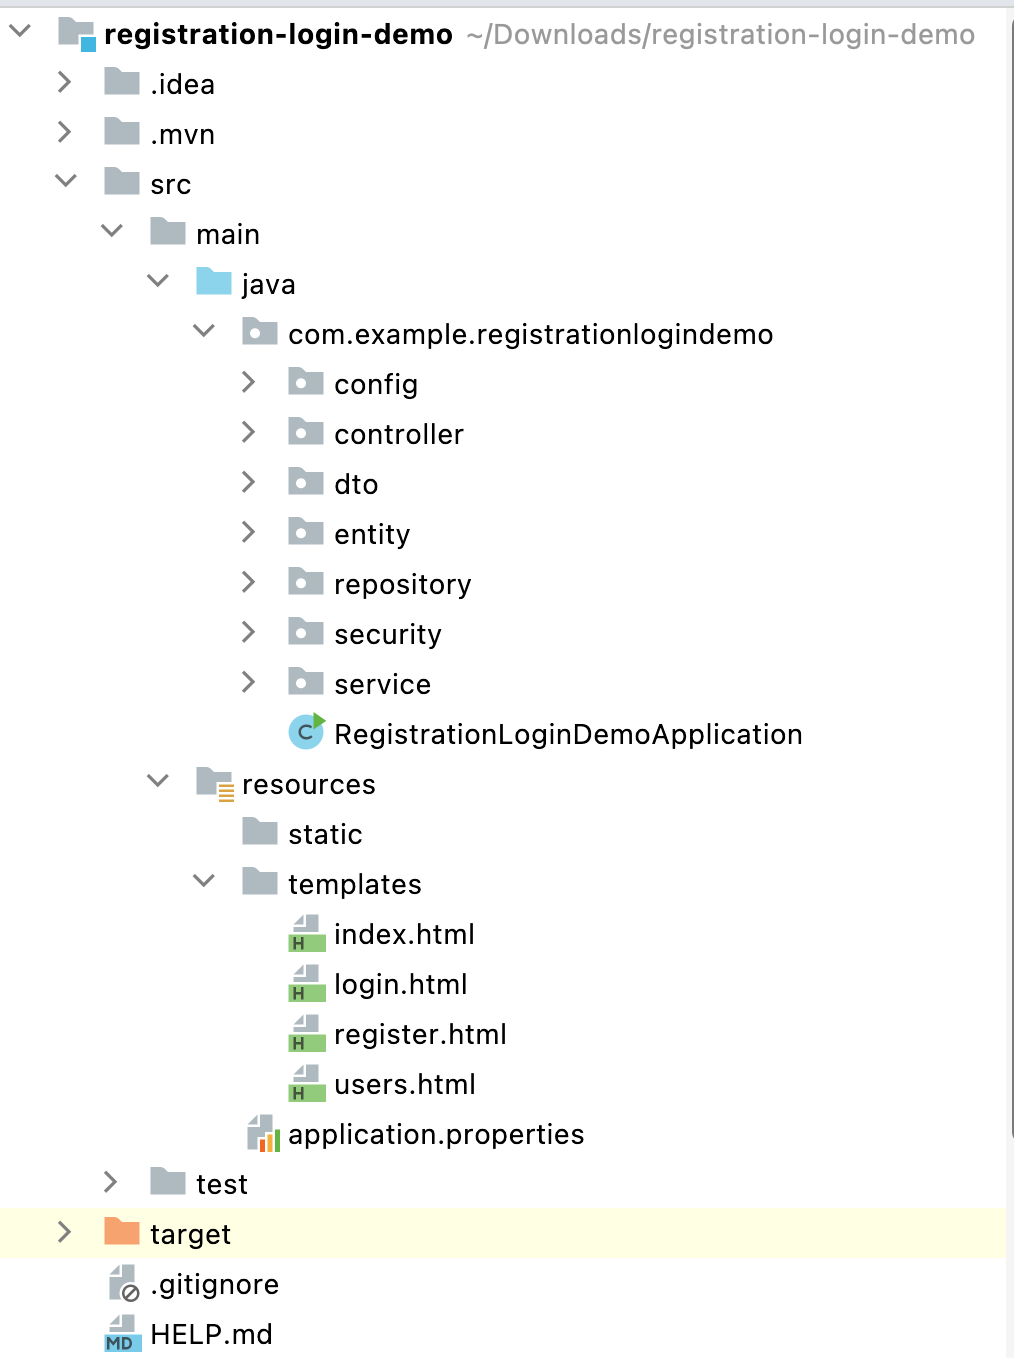 registration-login-demo ~/Downloads/registration-login-demo
.idea
.mvn
src
main
java
com.example.registrationlogindemo
config
controller
dto
entity
repository
security
service
C RegistrationLoginDemoApplication
resources
static
templates
H index.html
H login.html
H register.html
H users.html
application.properties
test
target
.gitignore
MD HELP.md